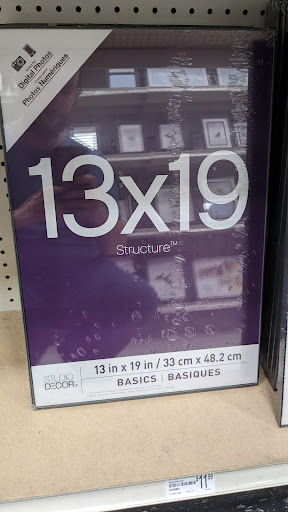 Digital Photos
Photos Numériques
13x19
Structure™
13 in x 19 in / 33 cm x 48.2 cm
STUDIO
DECOR®
BASICS | BASIQUES
$11.99